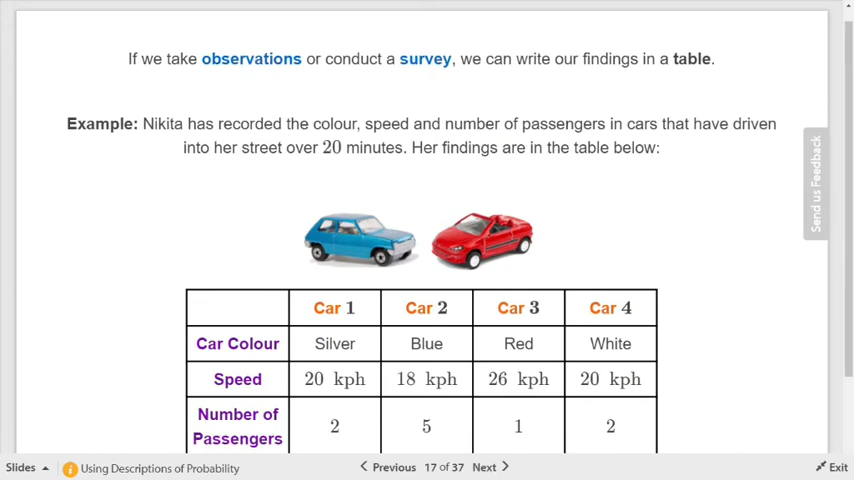 If we take observations or conduct a survey, we can write our findings in a table.
Example: Nikita has recorded the colour, speed and number of passengers in cars that have driven
into her street over 20 minutes. Her findings are in the table below:
Send us Feedback
Car 1 Car 2 Car 3 Car 4
Car Colour Silver Blue Red White
Speed 20 kph 18 kph 26 kph 20 kph
Number of
Passengers 2 5 1 2
Slides Using Descriptions of Probability Previous 17 of 37 Next Exit